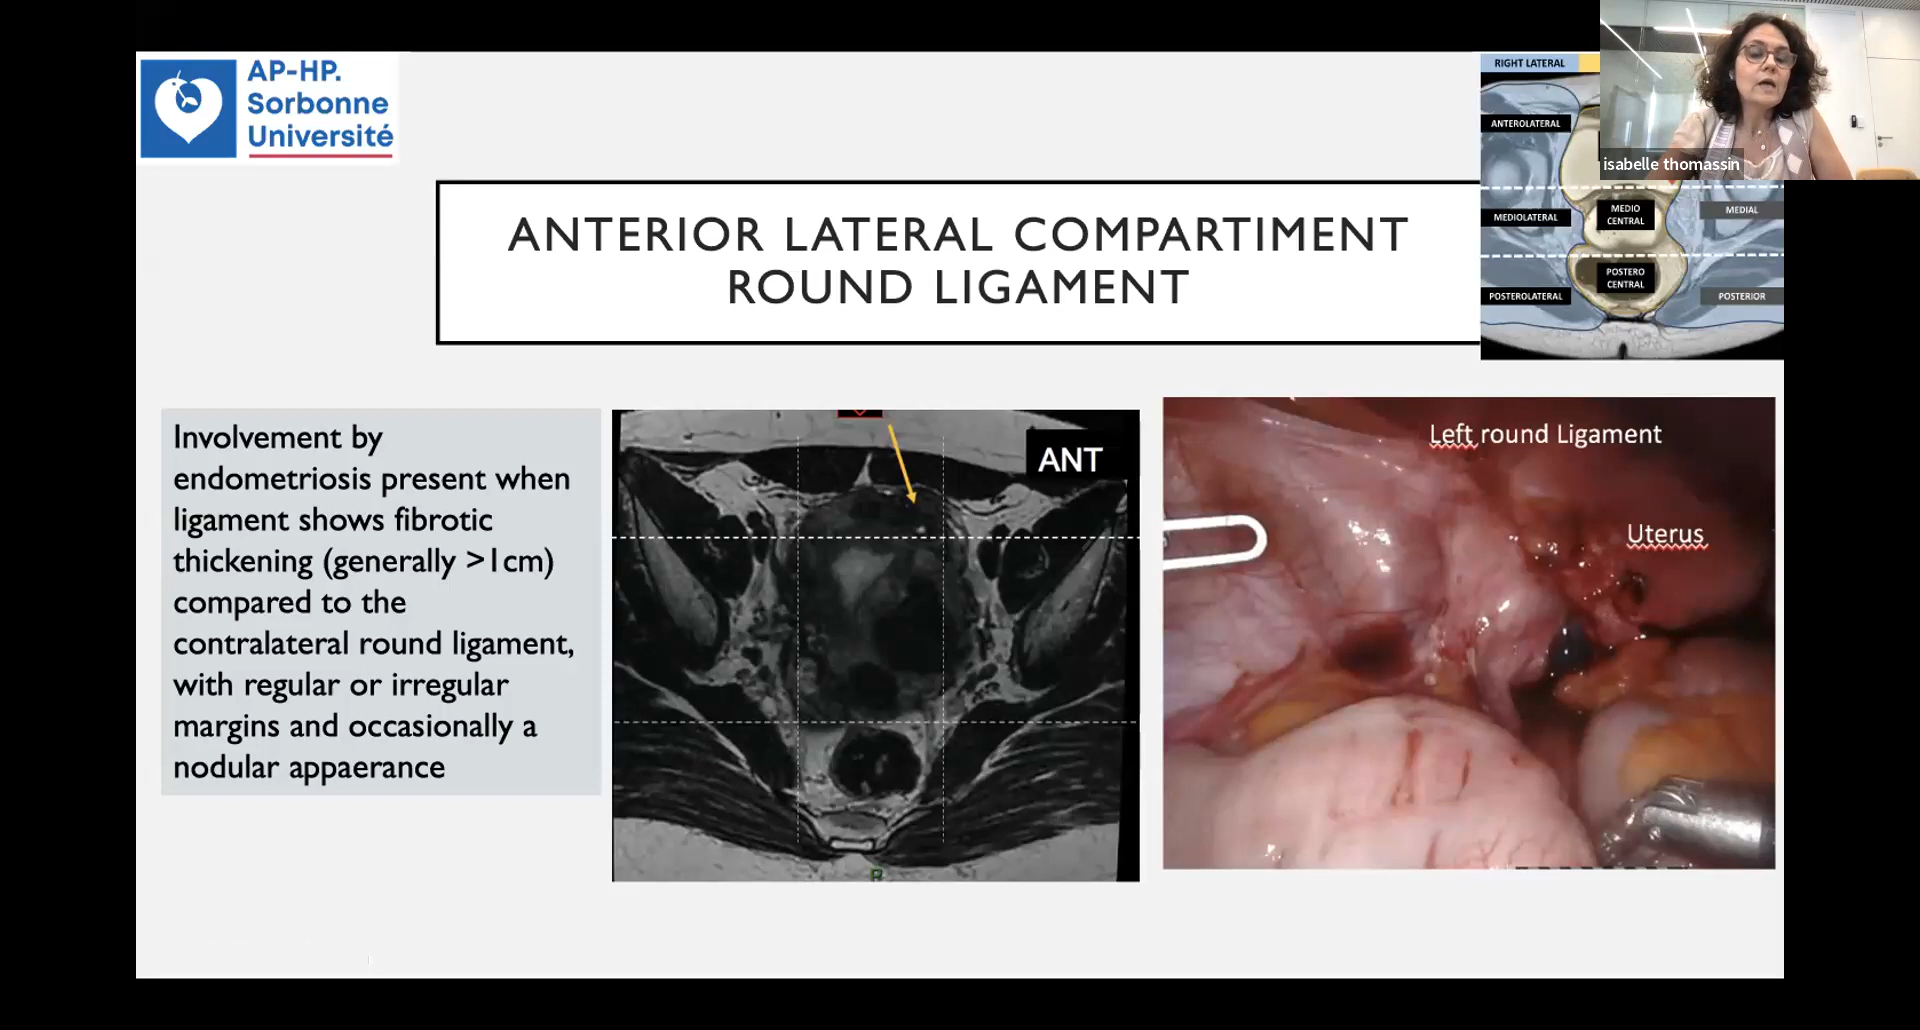 AP-HP.
Sorbonne
Université
RIGHT LATERAL
ANTEROLATERAL
MEDIOLATERAL
MEDIO
CENTRAL
MEDIAL
POSTERO
CENTRAL
POSTEROLATERAL
POSTERIOR
isabelle thomassin
ANTERIOR LATERAL COMPARTIMENT
ROUND LIGAMENT
Involvement by
endometriosis present when
ligament shows fibrotic
thickening (generally >1cm)
compared to the
contralateral round ligament,
with regular or irregular
margins and occasionally a
nodular appaerance
ANT
Left round Ligament
Uterus